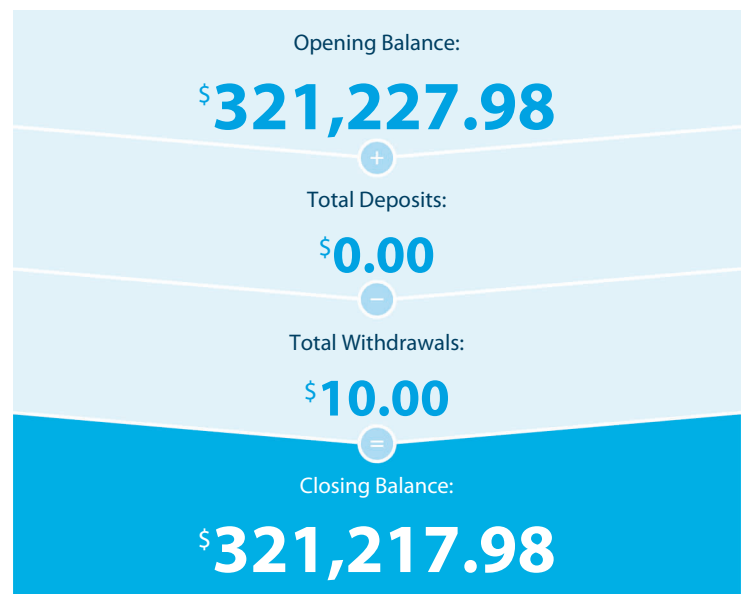 Opening Balance:
$321,227.98
+
Total Deposits:
$0.00
−
Total Withdrawals:
$10.00
=
Closing Balance:
$321,217.98